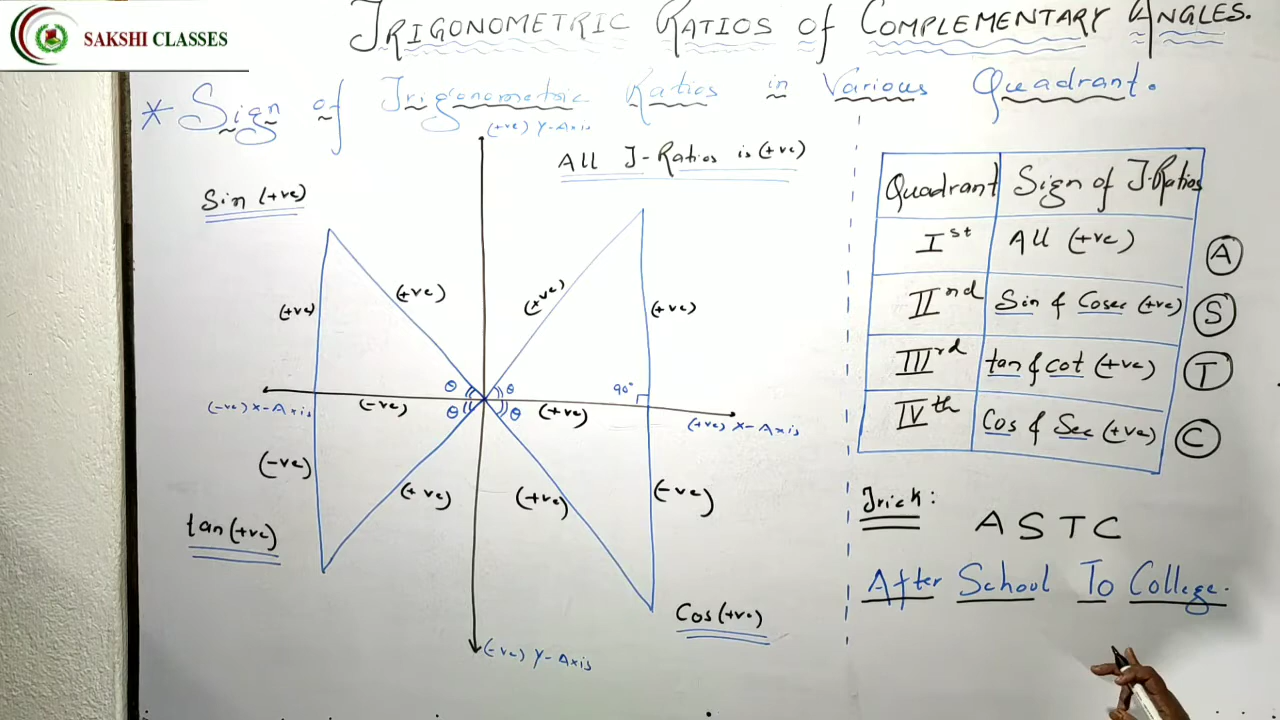 SAKSHI CLASSES
TRIGONOMETRIC RATIOS of COMPLEMENTARY ANGLES.
* Sign of Trigonometric Ratios in Various Quadrant.
(+ve) Y-Axis
All T-Ratios is (+ve)
Sin (+ve)
(+ve)
(+ve)
(+ve)
(+ve)
θ
θ
90°
(-ve) X-Axis
(-ve)
θ
θ
(+ve)
(+ve) X-Axis
(-ve)
(+ve)
(+ve)
(-ve)
tan (+ve)
Cos (+ve)
(-ve) Y-Axis
Quadrant Sign of T.Ratios
Ist All (+ve) A
IInd Sin & Cosec (+ve) S
IIIrd tan & cot (+ve) T
IVth Cos & Sec (+ve) C
Trick:
A S T C
After School To College.